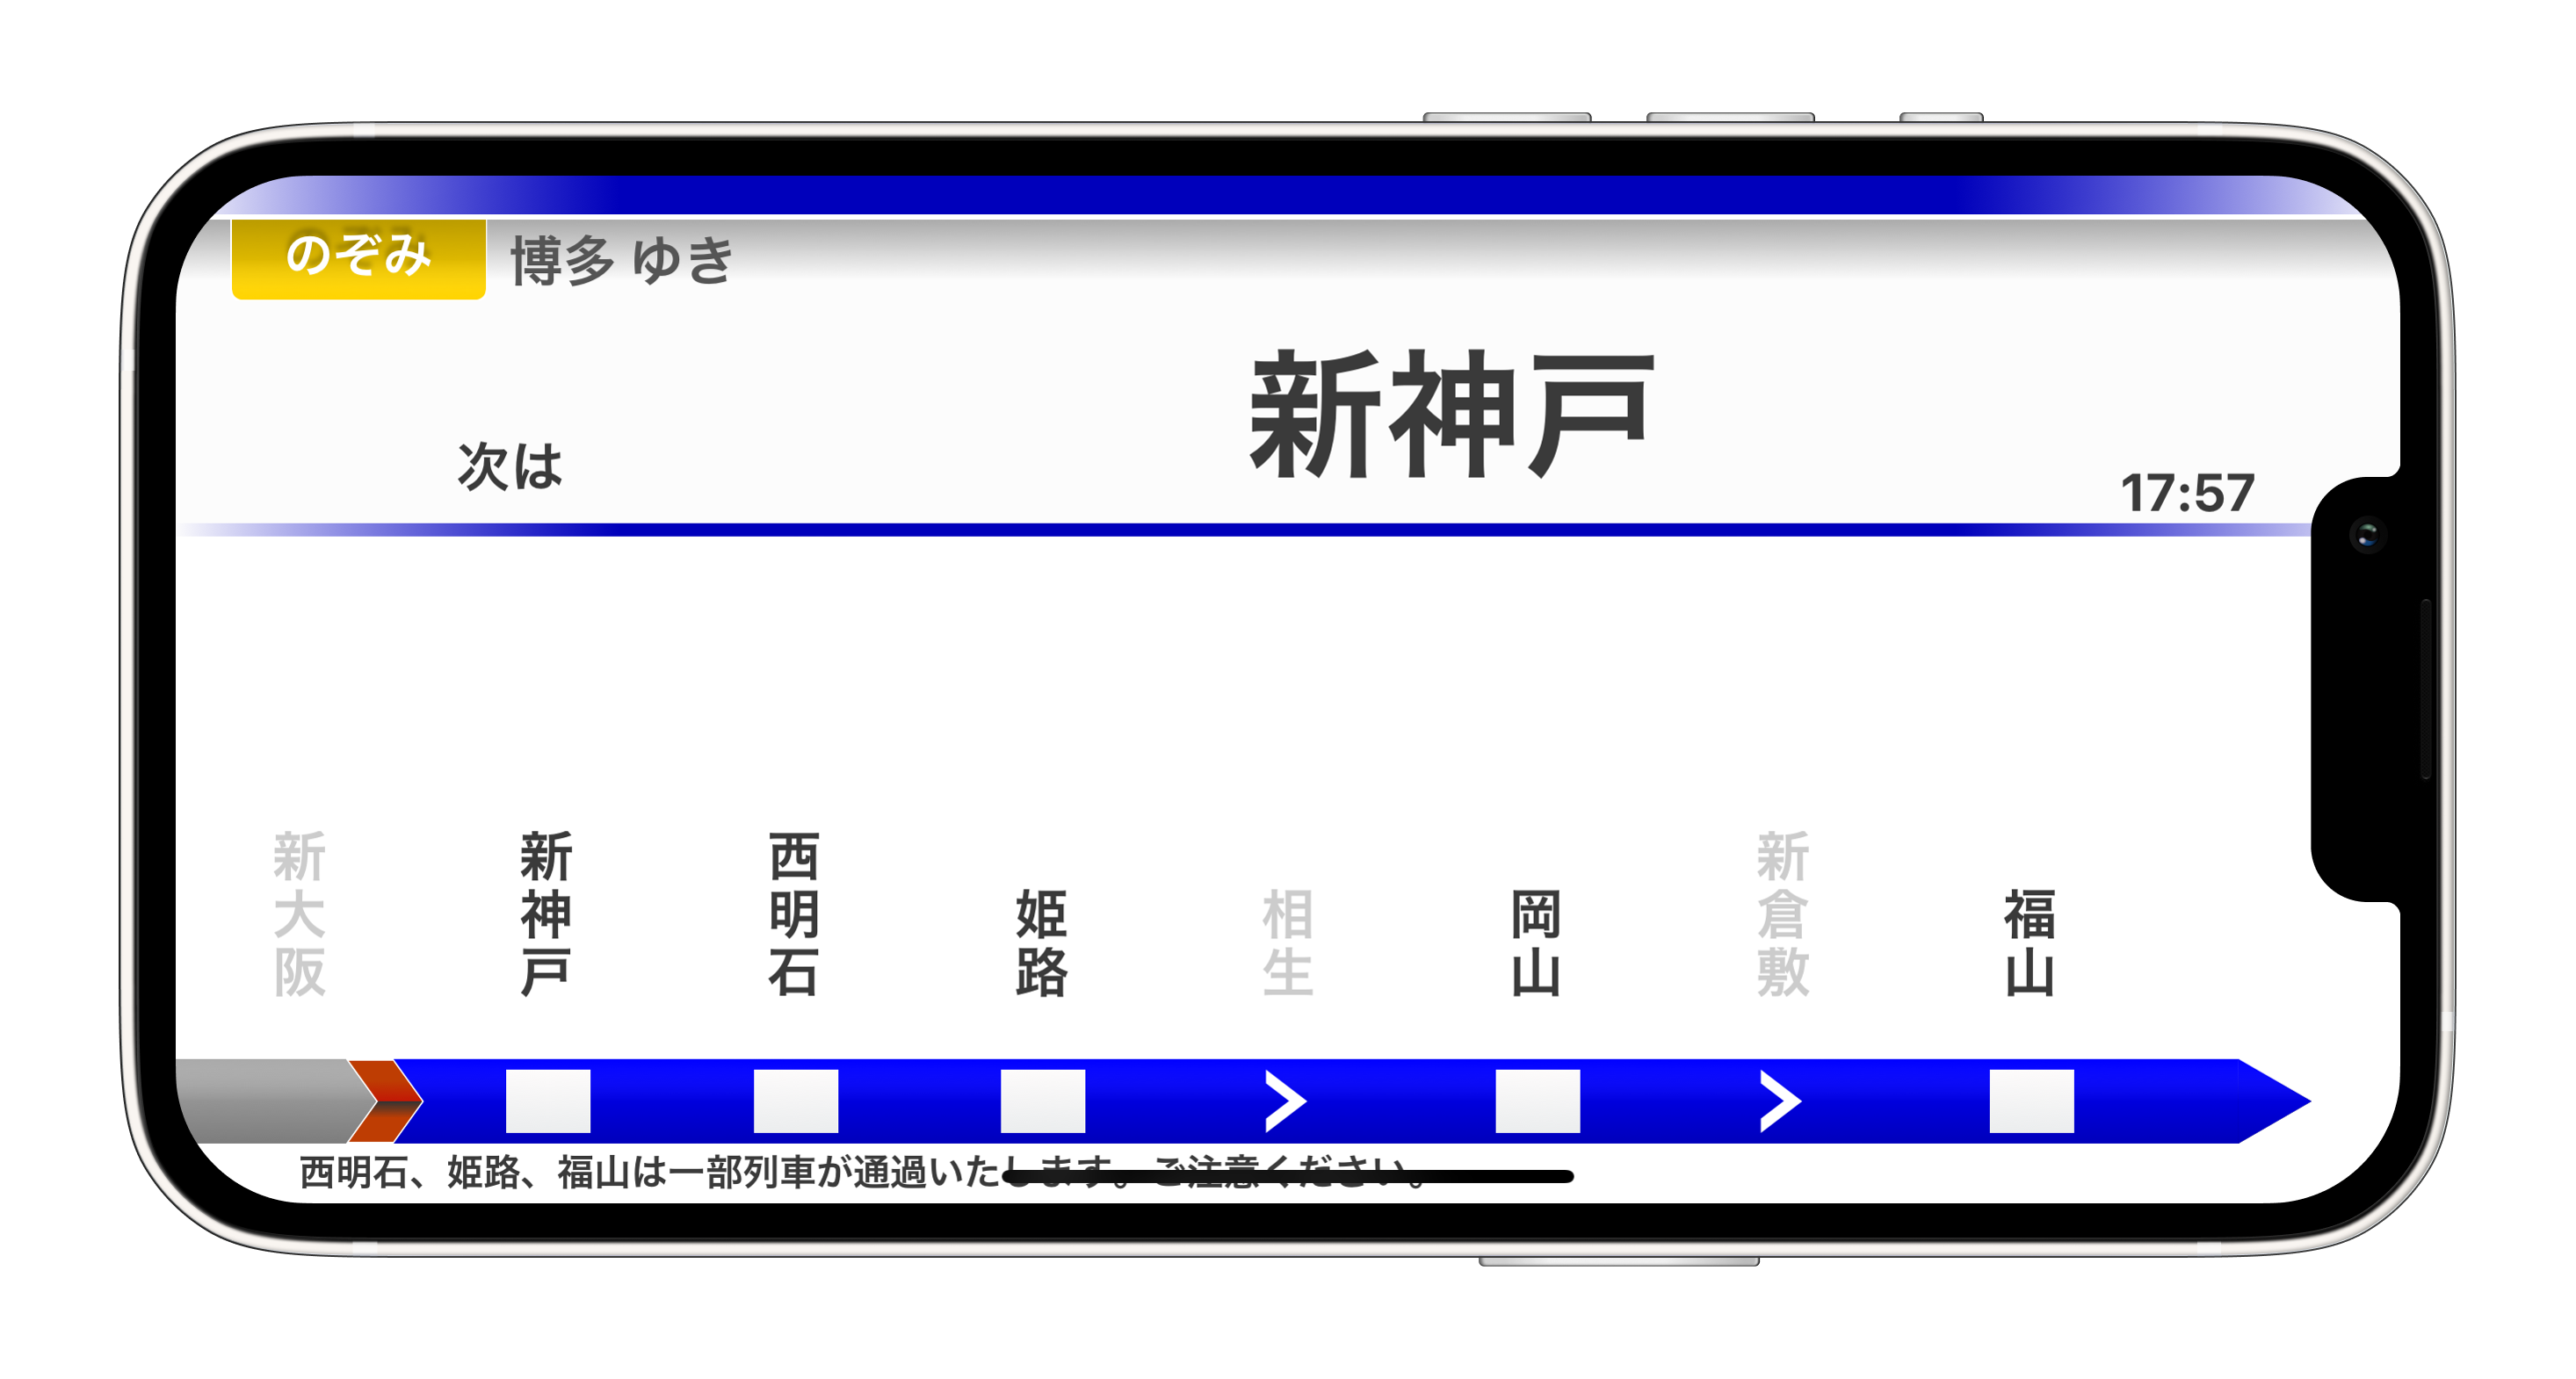 のぞみ 博多 ゆき
新神戸
次は
17:57
新大阪
新神戸
西明石
姫路
相生
岡山
新倉敷
福山
西明石、姫路、福山は一部列車が通過いたします。ご注意ください。